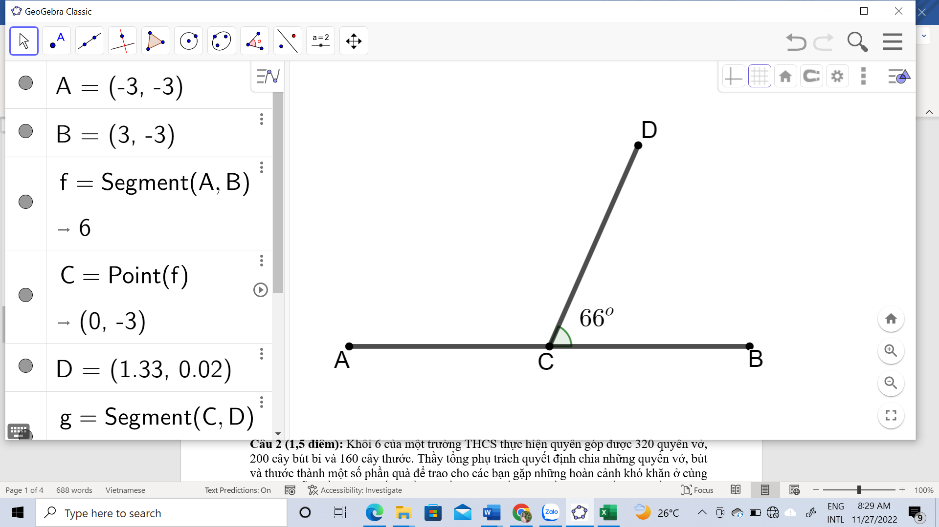 GeoGebra Classic
a=2
A = (-3, -3)
B = (3, -3)
f = Segment(A, B)
→ 6
C = Point(f)
→ (0, -3)
D = (1.33, 0.02)
g = Segment(C, D)
D
66°
A
C
B
Câu 2 (1,5 điểm): Khối 6 của một trường THCS thực hiện quyên góp được 320 quyển vở,
200 cây bút bi và 160 cây thước. Thầy tổng phụ trách quyết định chia những quyển vở, bút
và thước thành một số phần quà để trao cho các bạn gặp những hoàn cảnh khó khăn ở cùng
Page 1 of 4 688 words Vietnamese Text Predictions: On Accessibility: Investigate Focus 100%
Type here to search
Zalo
26°C
ENG
INTL
8:29 AM
11/27/2022
9